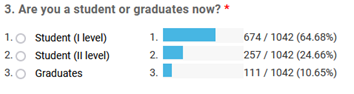 3. Are you a student or graduates now? *
1. Student (I level) 1. 674 / 1042 (64.68%)
2. Student (II level) 2. 257 / 1042 (24.66%)
3. Graduates 3. 111 / 1042 (10.65%)